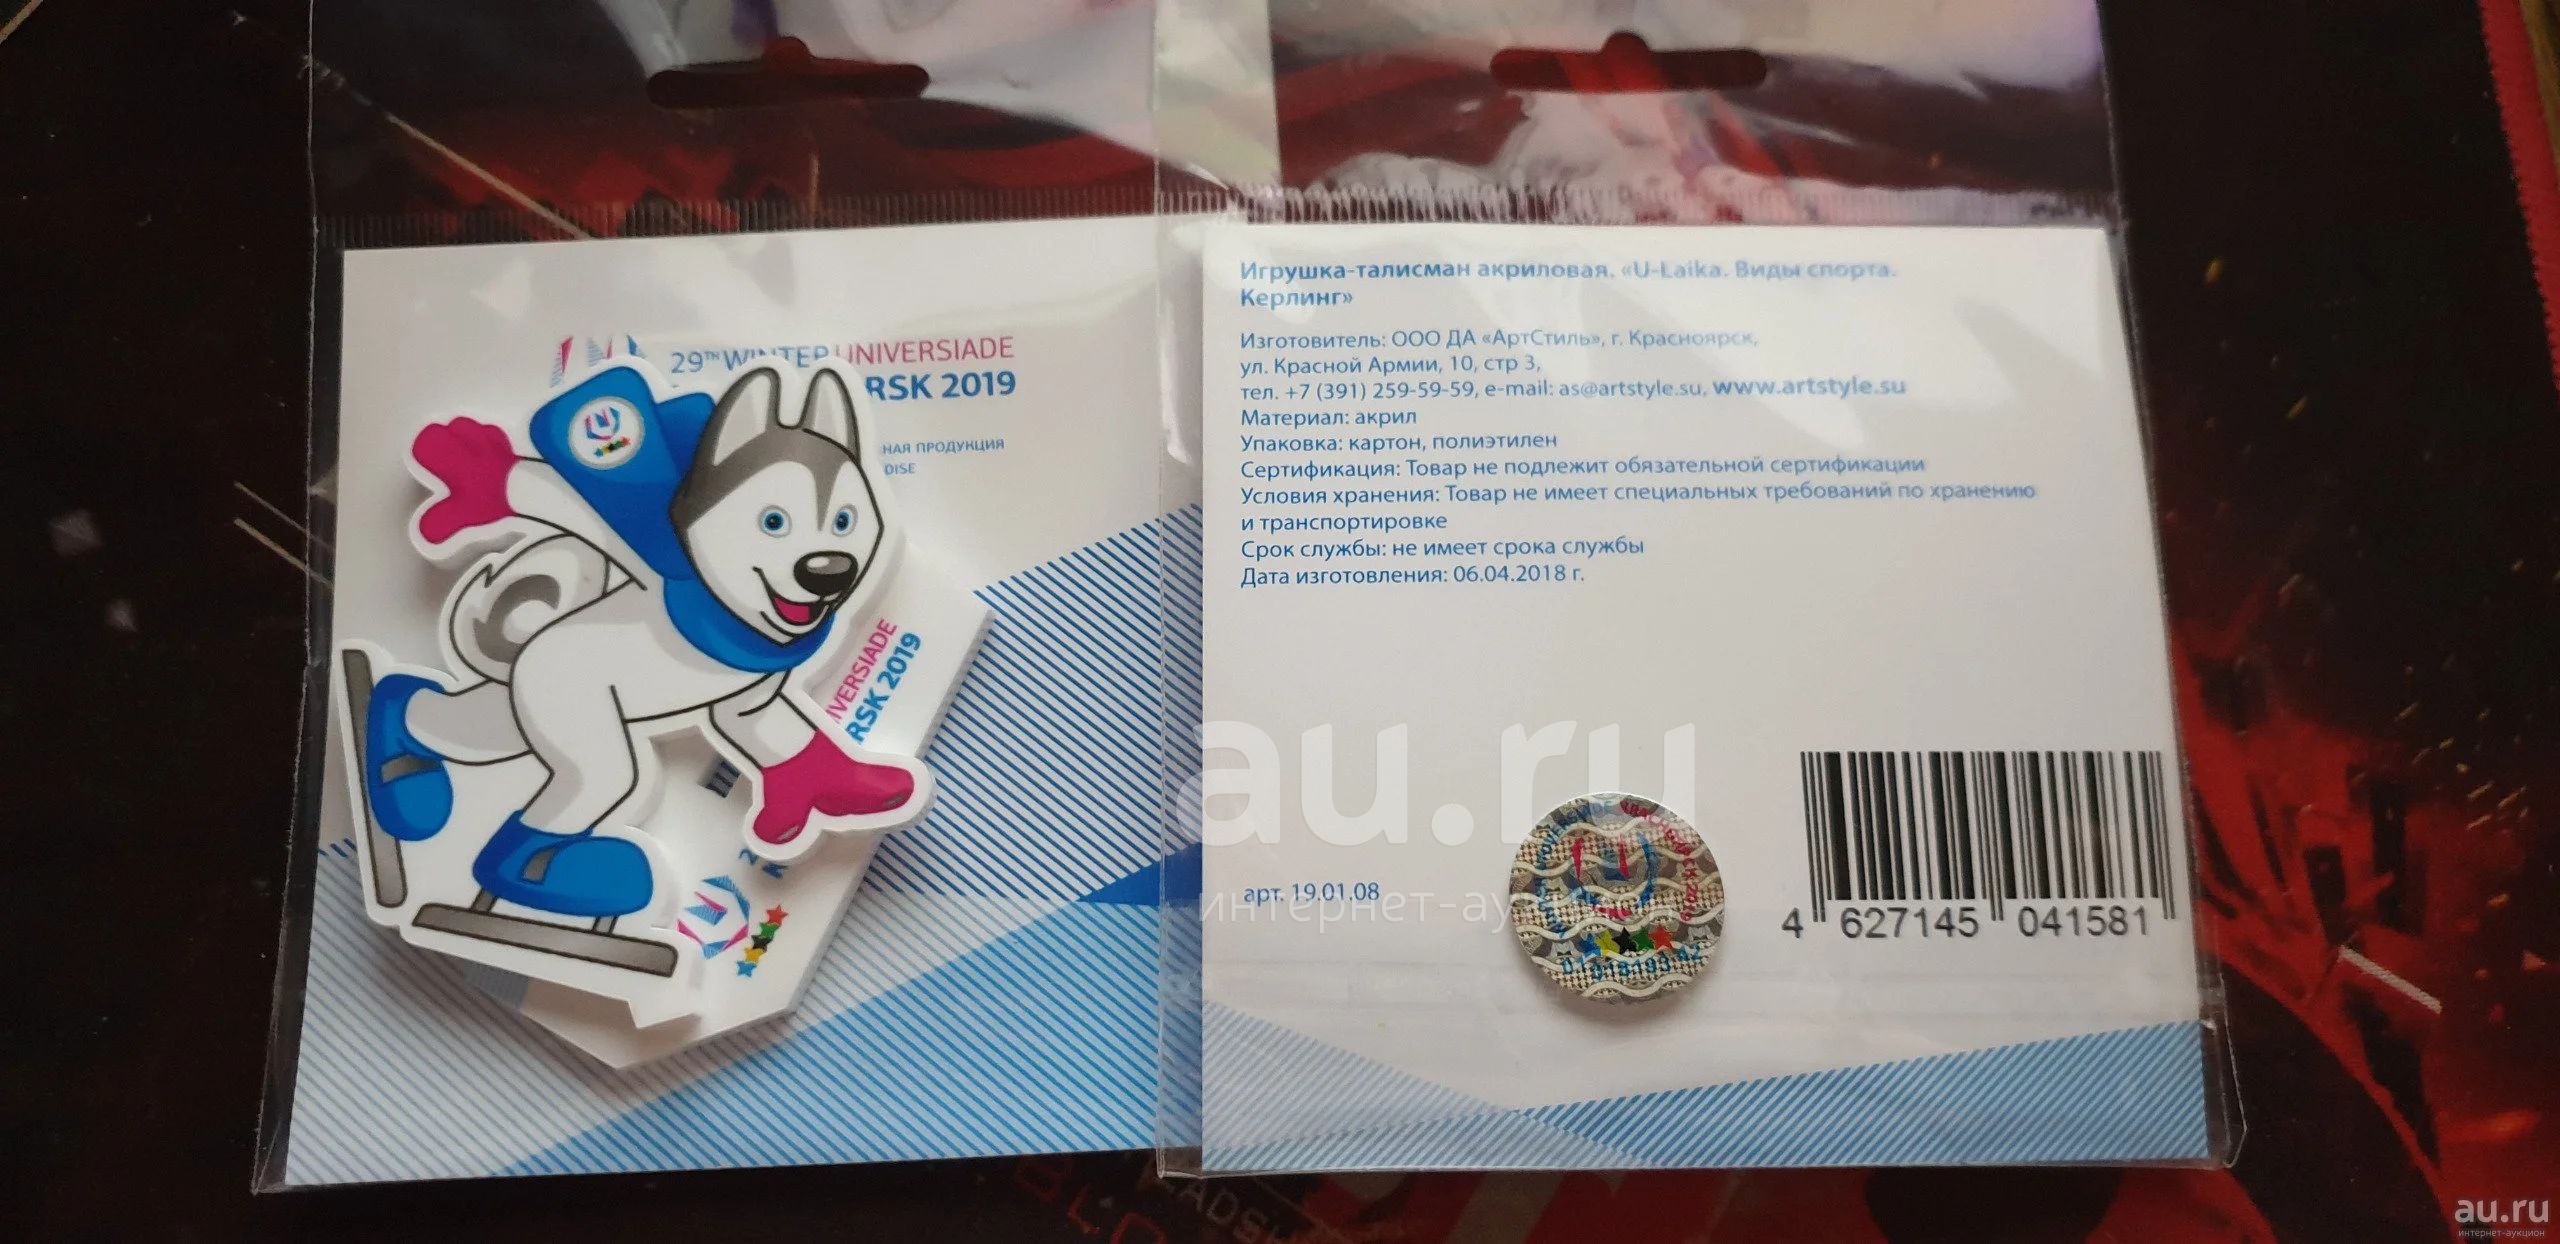 29TH WINTER UNIVERSIADE
RSK 2019
НАЯ ПРОДУКЦИЯ
DISE
IVERSIADE
RSK 2019
Игрушка-талисман акриловая. «U-Laika. Виды спорта.
Керлинг»
Изготовитель: ООО ДА «АртСтиль», г. Красноярск,
ул. Красной Армии, 10, стр 3,
тел. +7 (391) 259-59-59, e-mail: as@artstyle.su, www.artstyle.su
Материал: акрил
Упаковка: картон, полиэтилен
Сертификация: Товар не подлежит обязательной сертификации
Условия хранения: Товар не имеет специальных требований по хранению
и транспортировке
Срок службы: не имеет срока службы
Дата изготовления: 06.04.2018 г.
au.ru
интернет-аукцион
арт. 19.01.08
4 627145 041581
au.ru
интернет-аукцион